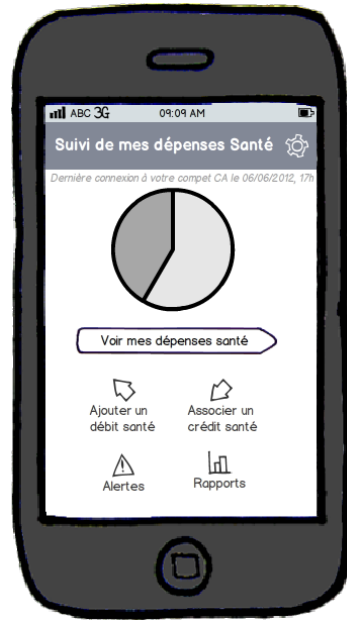 ABC 3G 09:09 AM
Suivi de mes dépenses Santé
Dernière connexion à votre compet CA le 06/06/2012, 17h
Voir mes dépenses santé
Ajouter un
débit santé
Associer un
crédit santé
Alertes
Rapports